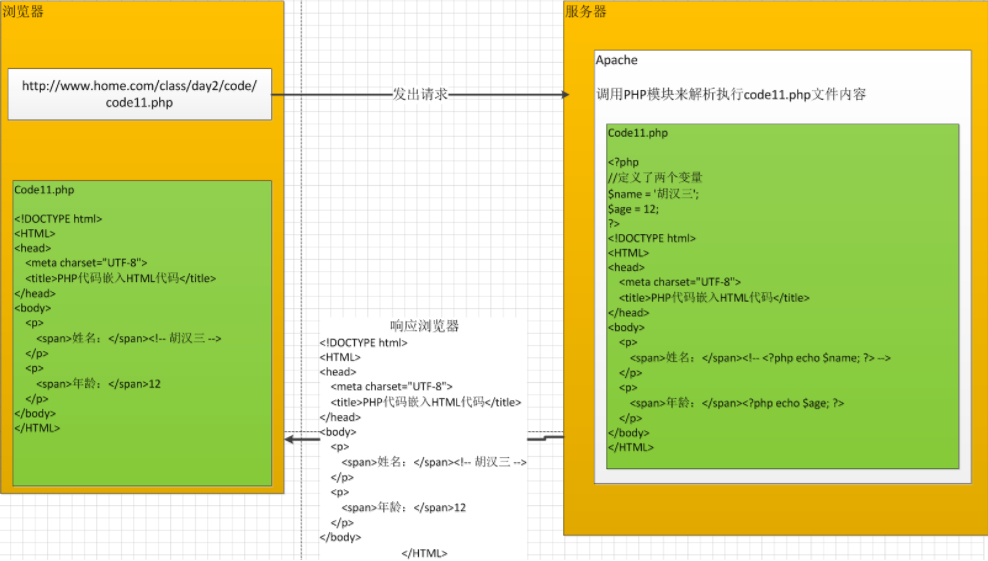 浏览器
http://www.home.com/class/day2/code/
code11.php
Code11.php
<!DOCTYPE html>
<HTML>
<head>
<meta charset="UTF-8">
<title>PHP代码嵌入HTML代码</title>
</head>
<body>
<p>
<span>姓名：</span><!-- 胡汉三 -->
</p>
<p>
<span>年龄：</span>12
</p>
</body>
</HTML>
发出请求
响应浏览器
<!DOCTYPE html>
<HTML>
<head>
<meta charset="UTF-8">
<title>PHP代码嵌入HTML代码</title>
</head>
<body>
<p>
<span>姓名：</span><!-- 胡汉三 -->
</p>
<p>
<span>年龄：</span>12
</p>
</body>
</HTML>
服务器
Apache
调用PHP模块来解析执行code11.php文件内容
Code11.php
<?php
//定义了两个变量
$name = '胡汉三';
$age = 12;
?>
<!DOCTYPE html>
<HTML>
<head>
<meta charset="UTF-8">
<title>PHP代码嵌入HTML代码</title>
</head>
<body>
<p>
<span>姓名：</span><!-- <?php echo $name; ?> -->
</p>
<p>
<span>年龄：</span><?php echo $age; ?>
</p>
</body>
</HTML>